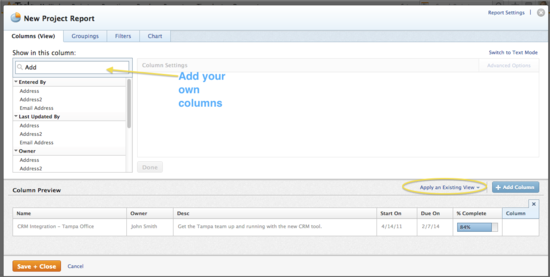 New Project Report
Report Settings
Columns (View)
Groupings
Filters
Chart
Show in this column:
Switch to Text Mode
Add
Column Settings
Advanced Options
Add your
own
columns
Entered By
Address
Address2
Email Address
Last Updated By
Address
Address2
Email Address
Owner
Address
Address2
Done
Column Preview
Apply an Existing View
+ Add Column
Name Owner Desc Start On Due On % Complete Column
CRM Integration - Tampa Office John Smith Get the Tampa team up and running with the new CRM tool. 4/14/11 2/7/14 84%
Save + Close Cancel